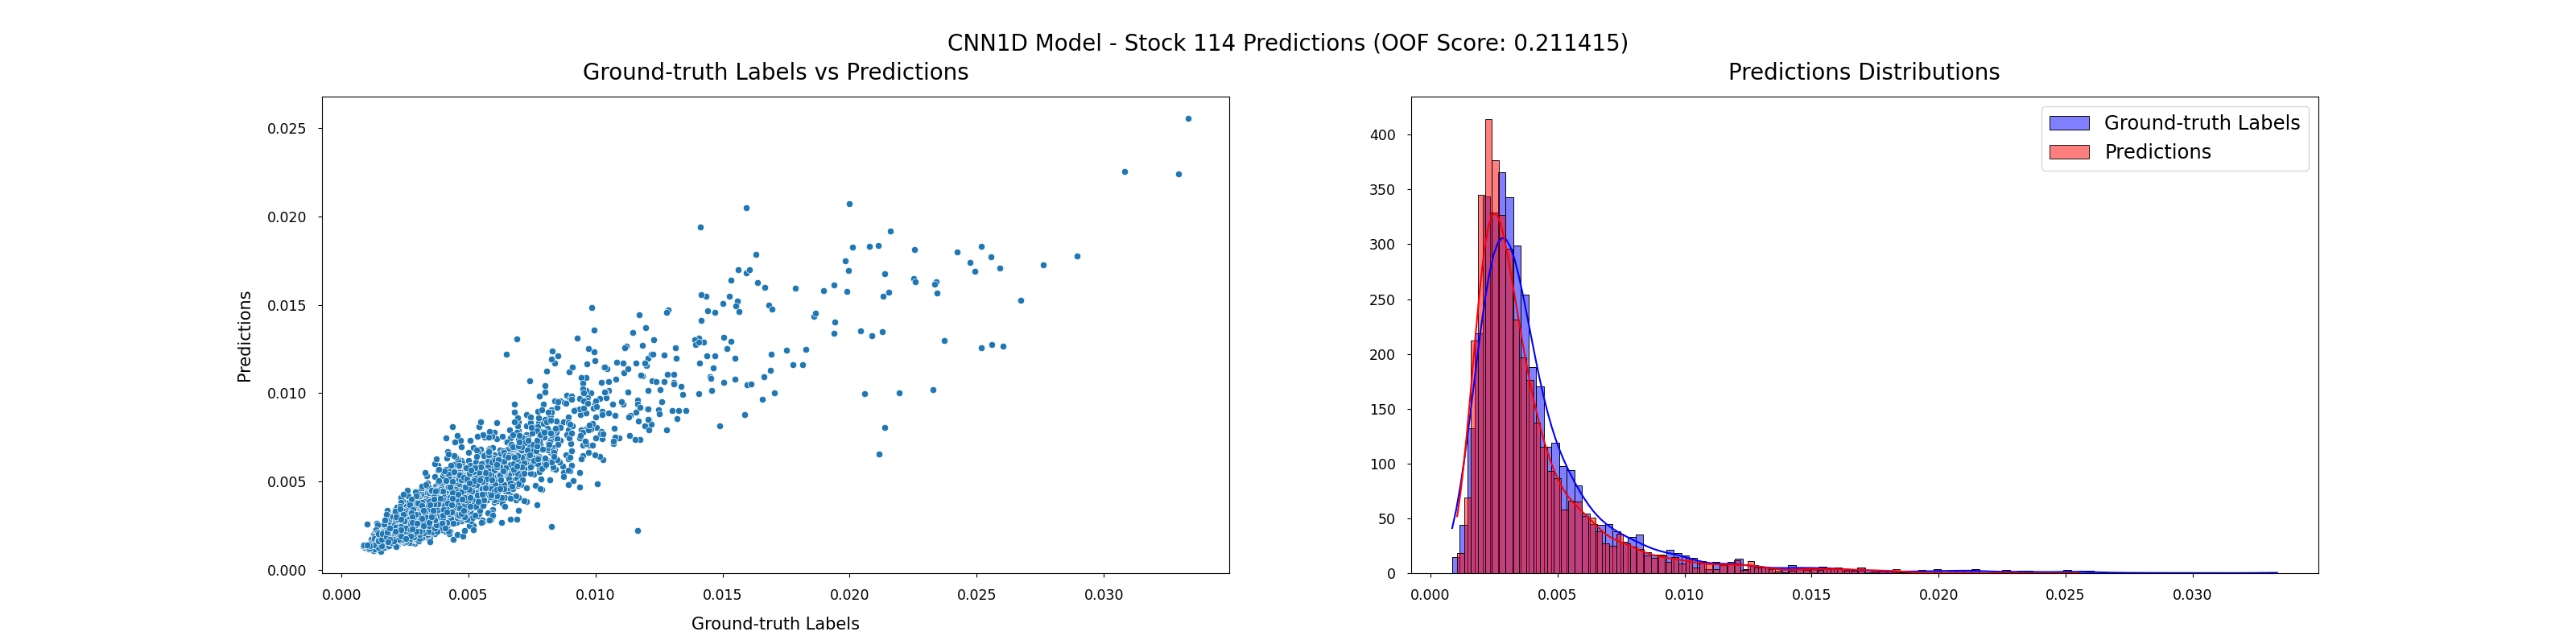 CNN1D Model - Stock 114 Predictions (OOF Score: 0.211415)
Ground-truth Labels vs Predictions
Predictions
0.025
0.020
0.015
0.010
0.005
0.000
0.000 0.005 0.010 0.015 0.020 0.025 0.030
Ground-truth Labels
Predictions Distributions
Ground-truth Labels
Predictions
400
350
300
250
200
150
100
50
0
0.000 0.005 0.010 0.015 0.020 0.025 0.030